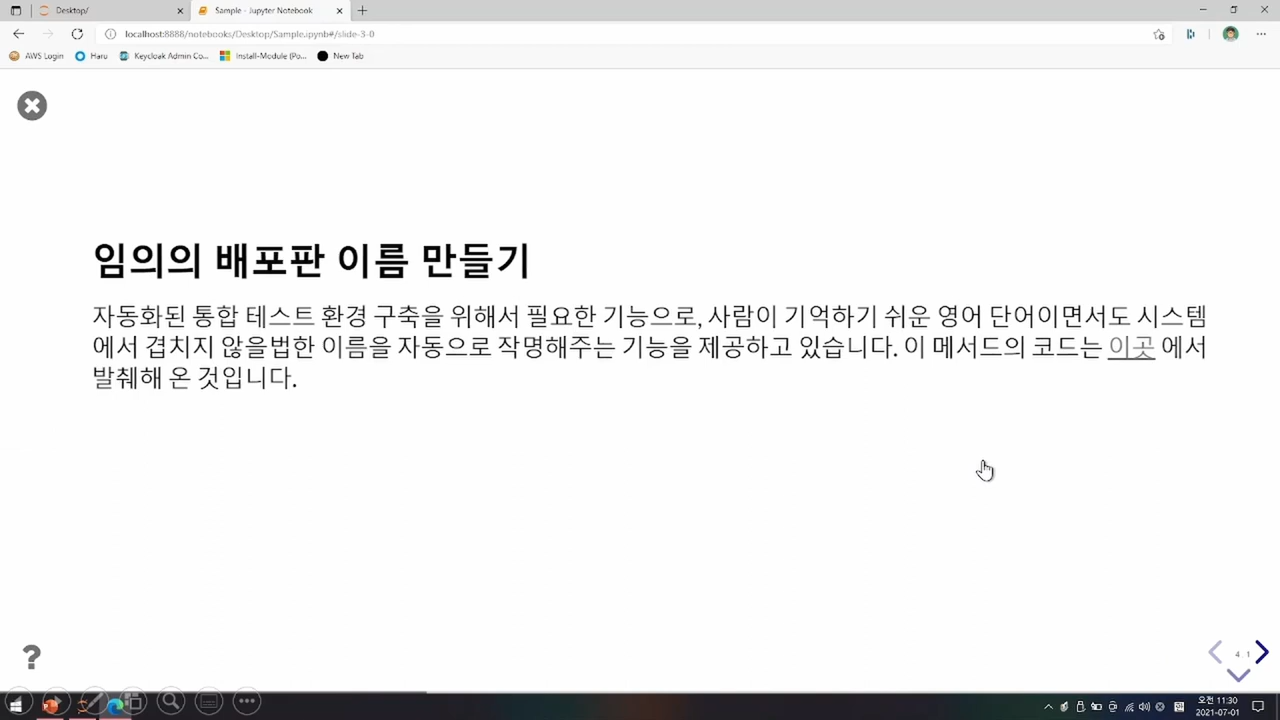 Desktop/
Sample - Jupyter Notebook
localhost:8888/notebooks/Desktop/Sample.ipynb#/slide-3-0
AWS Login
Haru
Keycloak Admin Co...
Install-Module (Po...
New Tab
임의의 배포판 이름 만들기
자동화된 통합 테스트 환경 구축을 위해서 필요한 기능으로, 사람이 기억하기 쉬운 영어 단어이면서도 시스템
에서 겹치지 않을법한 이름을 자동으로 작명해주는 기능을 제공하고 있습니다. 이 메서드의 코드는 이곳 에서
발췌해 온 것입니다.
?
4.1
오전 11:30
2021-07-01